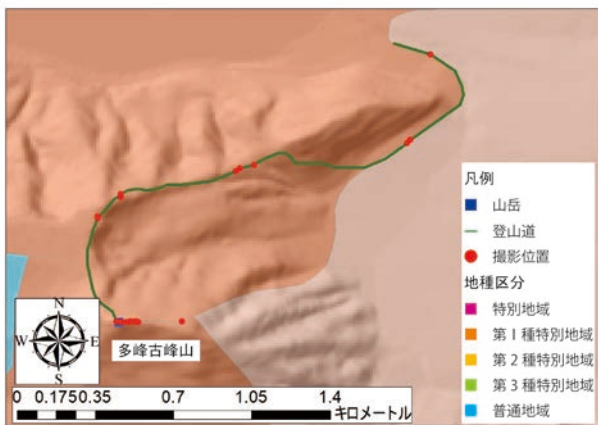 凡例
山岳
登山道
撮影位置
地種区分
特別地域
第1種特別地域
第2種特別地域
第3種特別地域
普通地域
N
W E
S
多峰古峰山
0 0.175 0.35 0.7 1.05 1.4
キロメートル